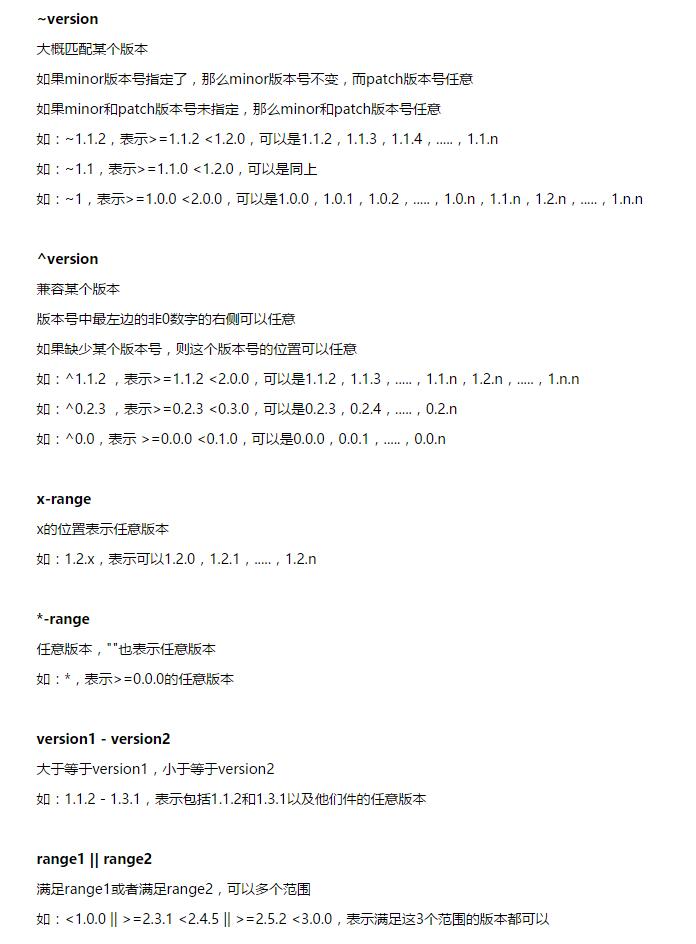 ~version
大概匹配某个版本
如果minor版本号指定了，那么minor版本号不变，而patch版本号任意
如果minor和patch版本号未指定，那么minor和patch版本号任意
如：~1.1.2，表示>=1.1.2 <1.2.0，可以是1.1.2，1.1.3，1.1.4，.....，1.1.n
如：~1.1，表示>=1.1.0 <1.2.0，可以是同上
如：~1，表示>=1.0.0 <2.0.0，可以是1.0.0，1.0.1，1.0.2，.....，1.0.n，1.1.n，1.2.n，.....，1.n.n
^version
兼容某个版本
版本号中最左边的非0数字的右侧可以任意
如果缺少某个版本号，则这个版本号的位置可以任意
如：^1.1.2 ，表示>=1.1.2 <2.0.0，可以是1.1.2，1.1.3，.....，1.1.n，1.2.n，.....，1.n.n
如：^0.2.3 ，表示>=0.2.3 <0.3.0，可以是0.2.3，0.2.4，.....，0.2.n
如：^0.0，表示 >=0.0.0 <0.1.0，可以是0.0.0，0.0.1，.....，0.0.n
x-range
x的位置表示任意版本
如：1.2.x，表示可以1.2.0，1.2.1，.....，1.2.n
*-range
任意版本，""也表示任意版本
如：*，表示>=0.0.0的任意版本
version1 - version2
大于等于version1，小于等于version2
如：1.1.2 - 1.3.1，表示包括1.1.2和1.3.1以及他们件的任意版本
range1 || range2
满足range1或者满足range2，可以多个范围
如：<1.0.0 || >=2.3.1 <2.4.5 || >=2.5.2 <3.0.0，表示满足这3个范围的版本都可以